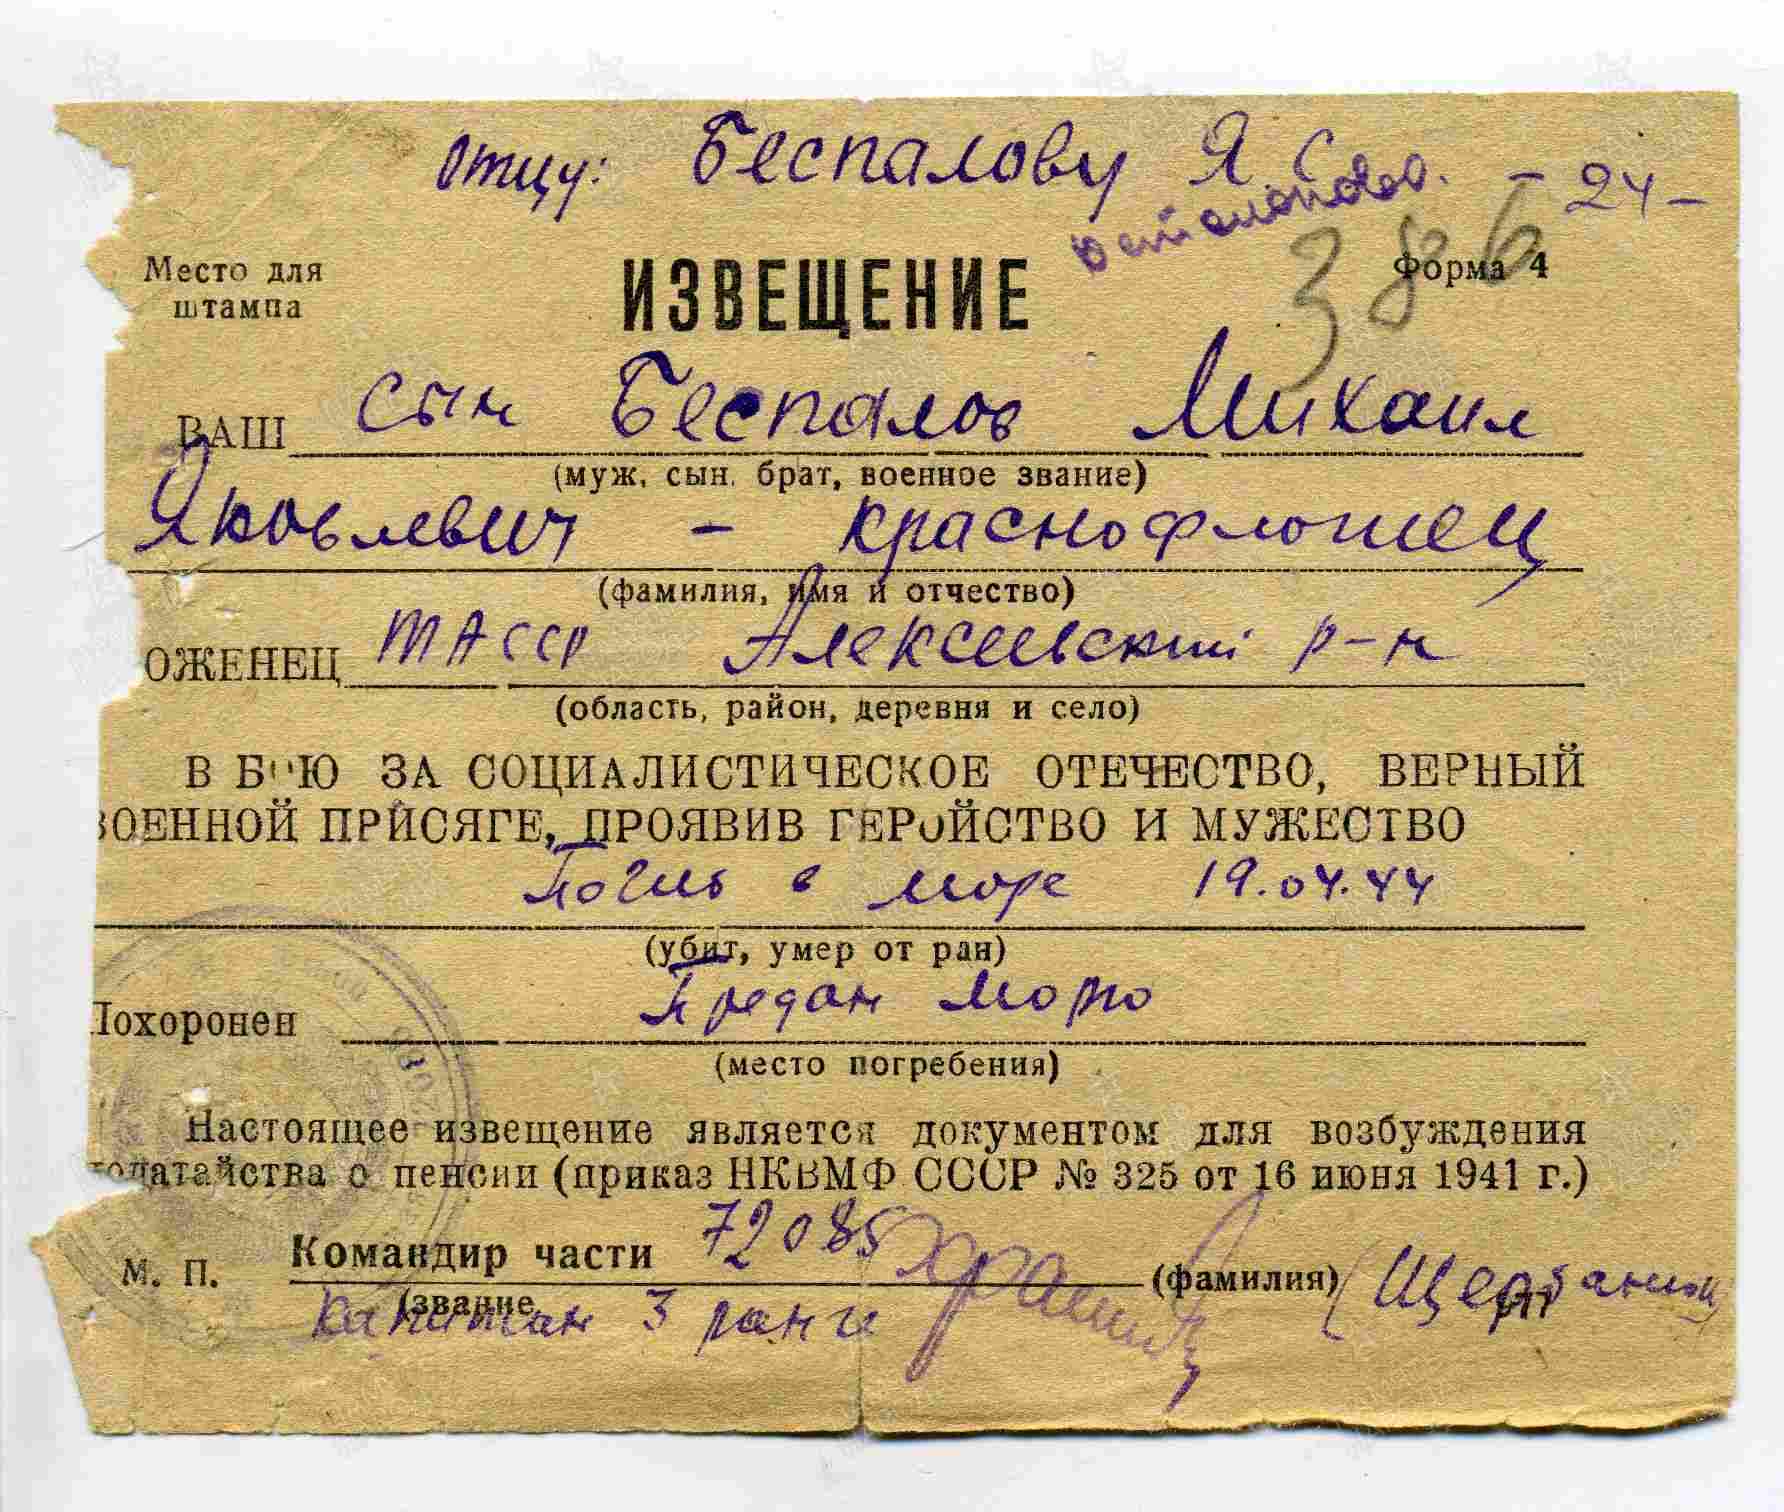 Отцу: Беспалову Я С - 24 -
386
Место для
штампа
ИЗВЕЩЕНИЕ
Форма 4
ВАШ сын Беспалов Михаил
(муж, сын, брат, военное звание)
Яковлевич - краснофлотец
(фамилия, имя и отчество)
ОЖЕНЕЦ ТАССР Алексеевский р-н
(область, район, деревня и село)
В БОЮ ЗА СОЦИАЛИСТИЧЕСКОЕ ОТЕЧЕСТВО, ВЕРНЫЙ
ВОЕННОЙ ПРИСЯГЕ, ПРОЯВИВ ГЕРОЙСТВО И МУЖЕСТВО
Погиб в море 19.04.44
(убит, умер от ран)
Похоронен Предан морю
(место погребения)
Настоящее извещение является документом для возбуждения
ходатайства о пенсии (приказ НКВМФ СССР № 325 от 16 июня 1941 г.)
М. П. Командир части 72085 (фамилия)
(звание
капитан 3 ранга